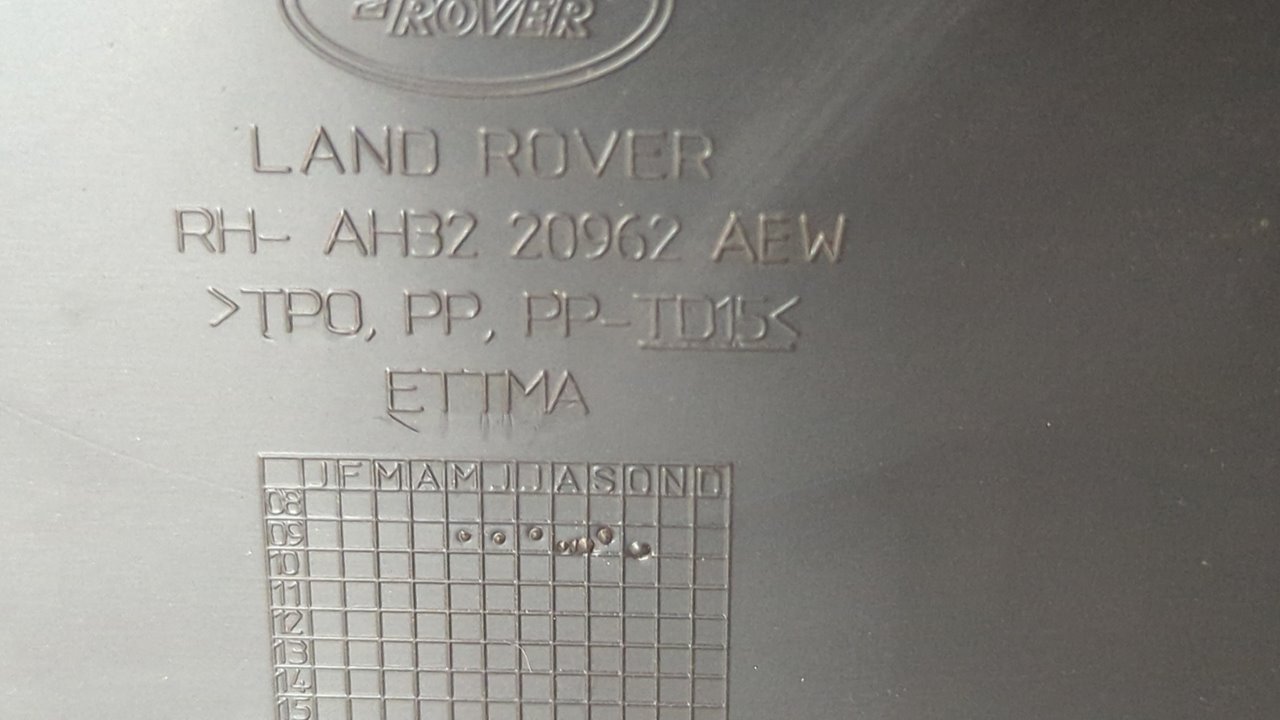 ROVER
LAND ROVER
RH- AH32 20962 AEW
>TPO, PP, PP-TD15<
ETTMA
J F M A M J J A S O N D
08
09
10
11
12
13
14
15